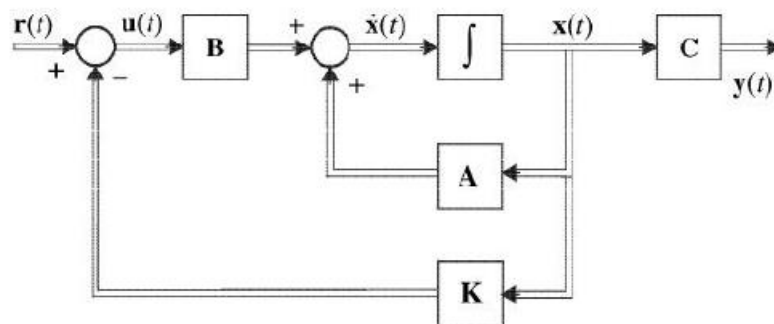 r(t) u(t) B + ẋ(t) ∫ x(t) C
+ − + y(t)
A
K